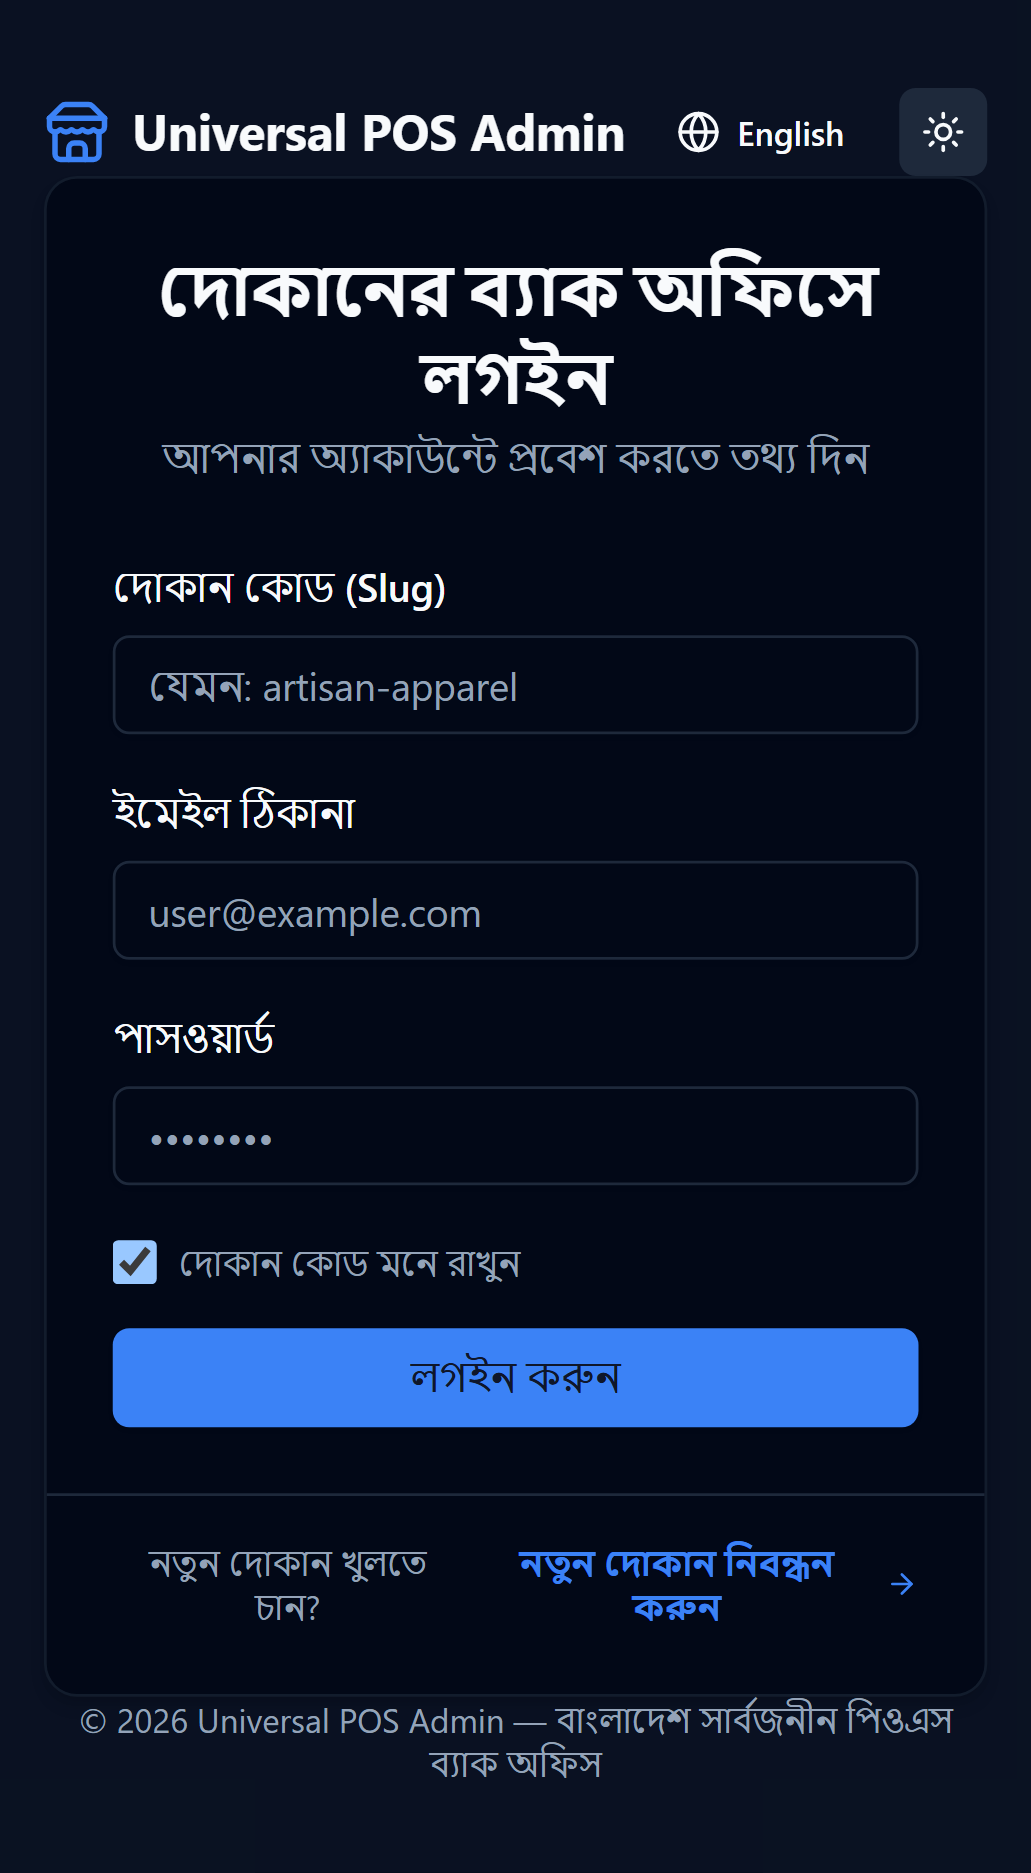 Universal POS Admin
English
দোকানের ব্যাক অফিসে
লগইন
আপনার অ্যাকাউন্টে প্রবেশ করতে তথ্য দিন
দোকান কোড (Slug)
যেমন: artisan-apparel
ইমেইল ঠিকানা
user@example.com
পাসওয়ার্ড
••••••••
দোকান কোড মনে রাখুন
লগইন করুন
নতুন দোকান খুলতে
চান?
নতুন দোকান নিবন্ধন
করুন
© 2026 Universal POS Admin — বাংলাদেশ সার্বজনীন পিওএস
ব্যাক অফিস